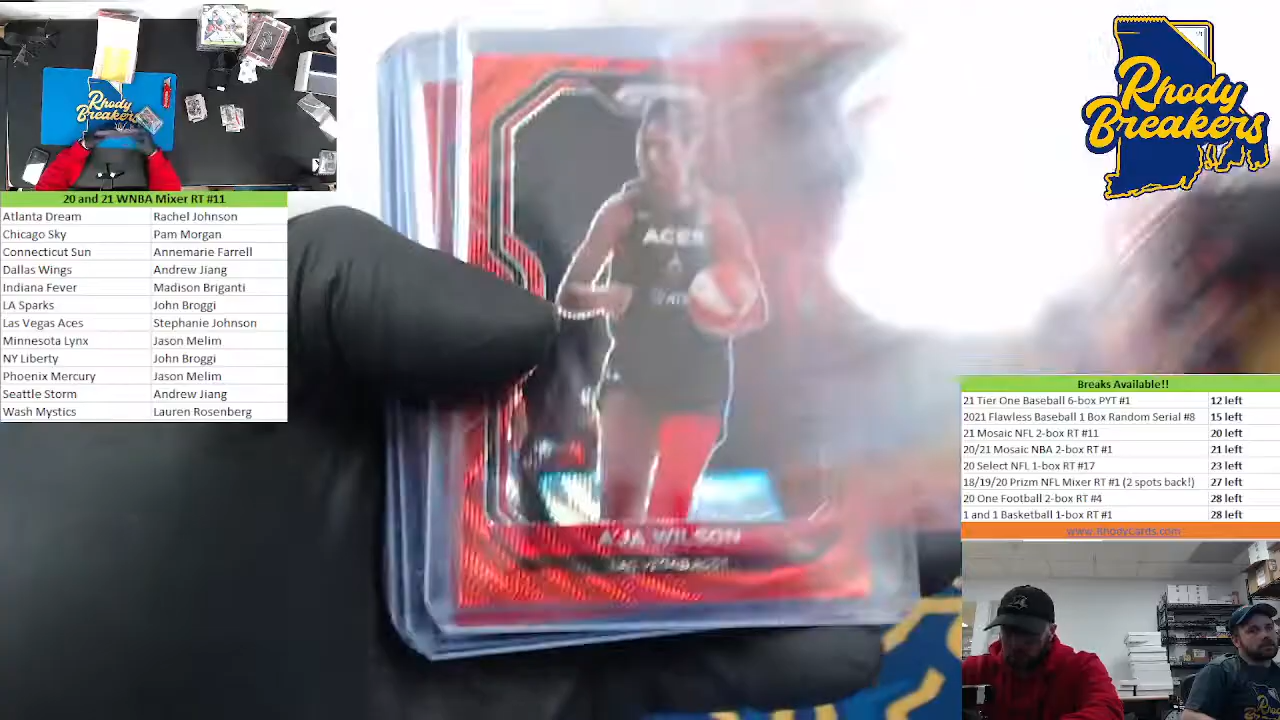 20 and 21 WNBA Mixer RT #11
Atlanta Dream Rachel Johnson
Chicago Sky Pam Morgan
Connecticut Sun Annemarie Farrell
Dallas Wings Andrew Jiang
Indiana Fever Madison Briganti
LA Sparks John Broggi
Las Vegas Aces Stephanie Johnson
Minnesota Lynx Jason Melim
NY Liberty John Broggi
Phoenix Mercury Jason Melim
Seattle Storm Andrew Jiang
Wash Mystics Lauren Rosenberg
Rhody
Breakers
ACES
A'JA WILSON
LAS VEGAS ACES
Rhody
Breakers
Breaks Available!!
21 Tier One Baseball 6-box PYT #1 12 left
2021 Flawless Baseball 1 Box Random Serial #8 15 left
21 Mosaic NFL 2-box RT #11 20 left
20/21 Mosaic NBA 2-box RT #1 21 left
20 Select NFL 1-box RT #17 23 left
18/19/20 Prizm NFL Mixer RT #1 (2 spots back!) 27 left
20 One Football 2-box RT #4 28 left
1 and 1 Basketball 1-box RT #1 28 left
www.RhodyCards.com
Rhody